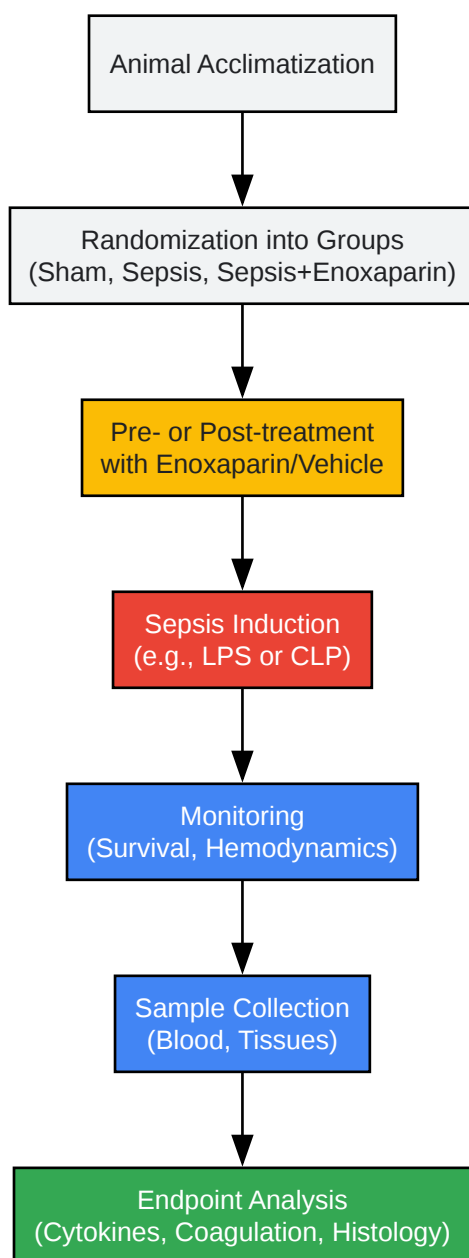 Animal Acclimatization
Randomization into Groups
(Sham, Sepsis, Sepsis+Enoxaparin)
Pre- or Post-treatment
with Enoxaparin/Vehicle
Sepsis Induction
(e.g., LPS or CLP)
Monitoring
(Survival, Hemodynamics)
Sample Collection
(Blood, Tissues)
Endpoint Analysis
(Cytokines, Coagulation, Histology)